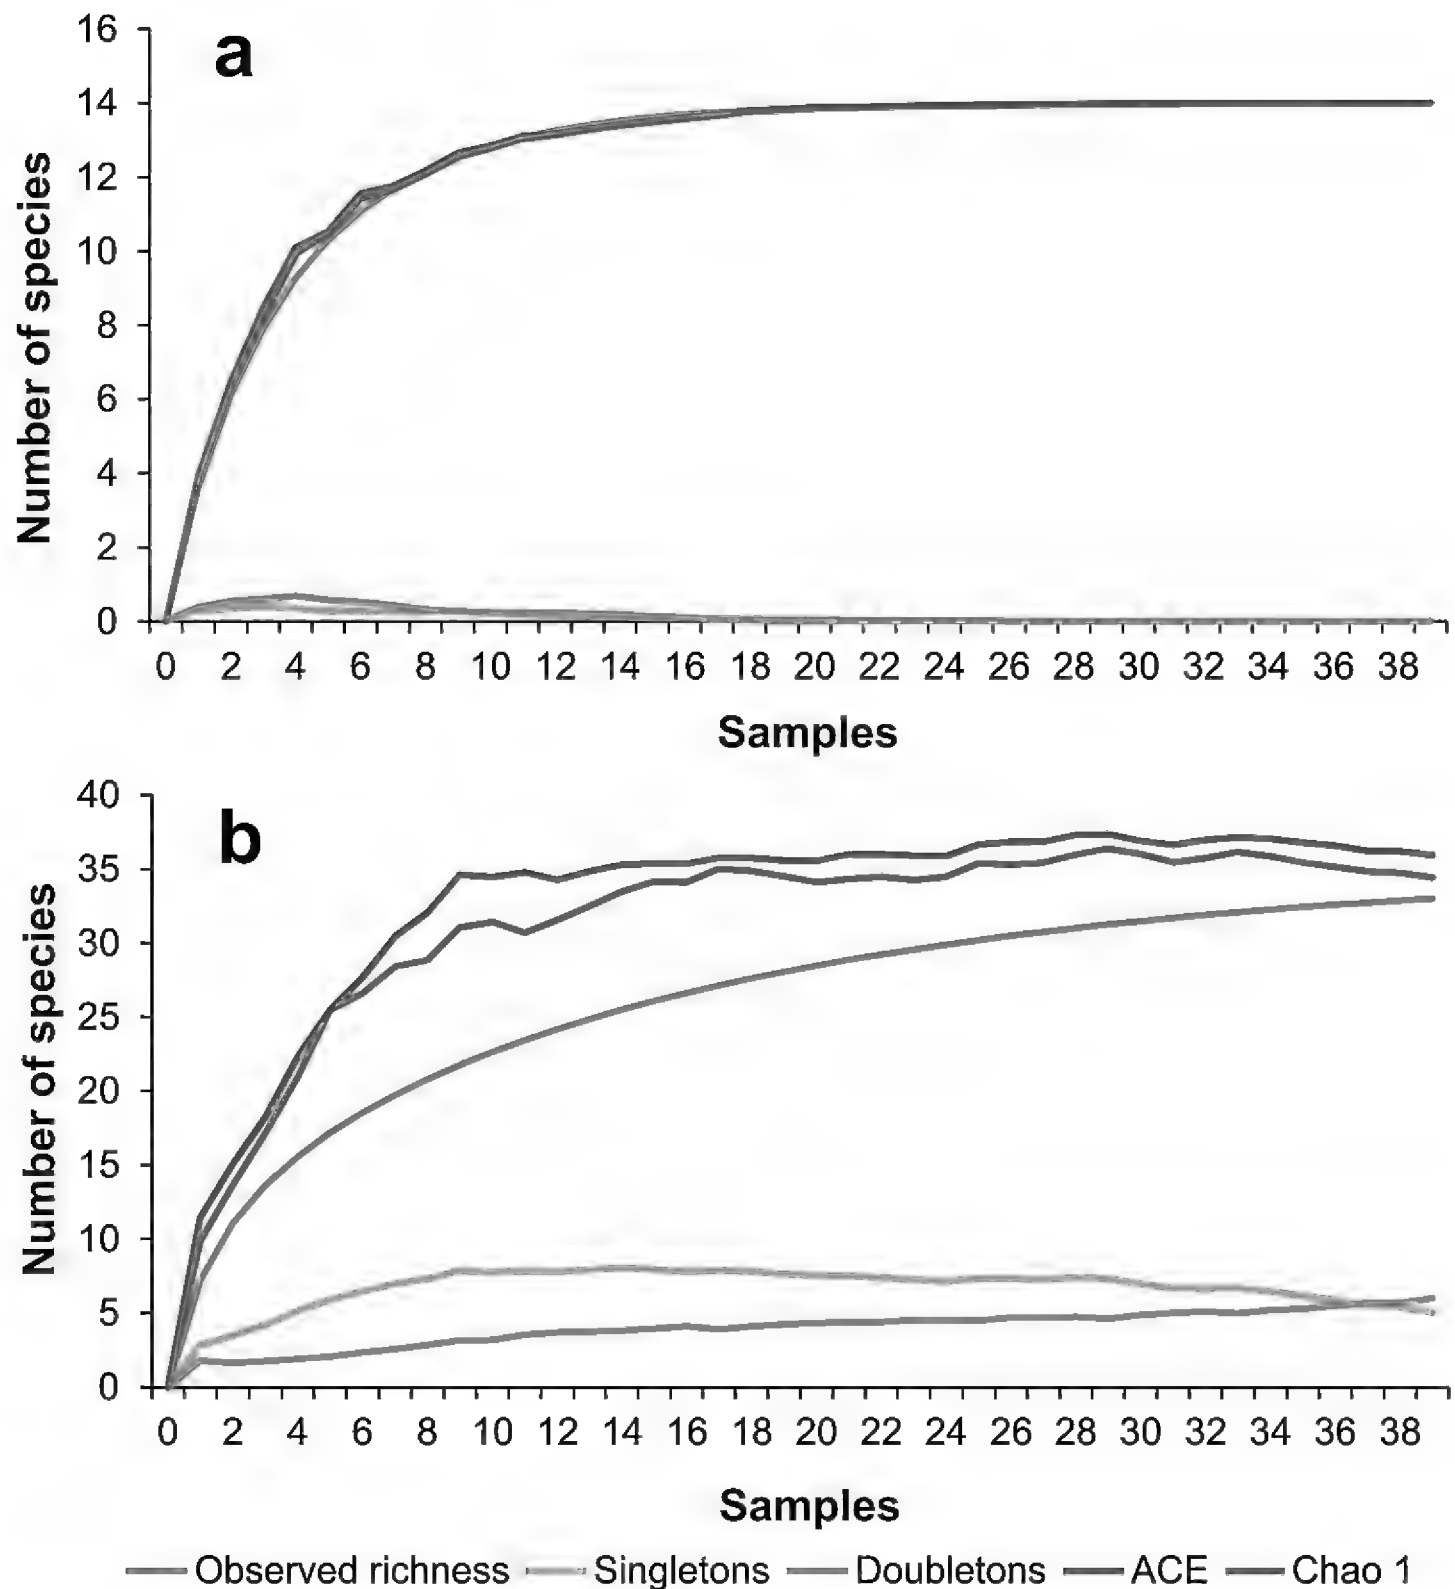 a
16
14
12
10
8
6
4
2
0
Number of species
0 2 4 6 8 10 12 14 16 18 20 22 24 26 28 30 32 34 36 38
Samples
b
40
35
30
25
20
15
10
5
0
Number of species
0 2 4 6 8 10 12 14 16 18 20 22 24 26 28 30 32 34 36 38
Samples
Observed richness Singletons Doubletons ACE Chao 1